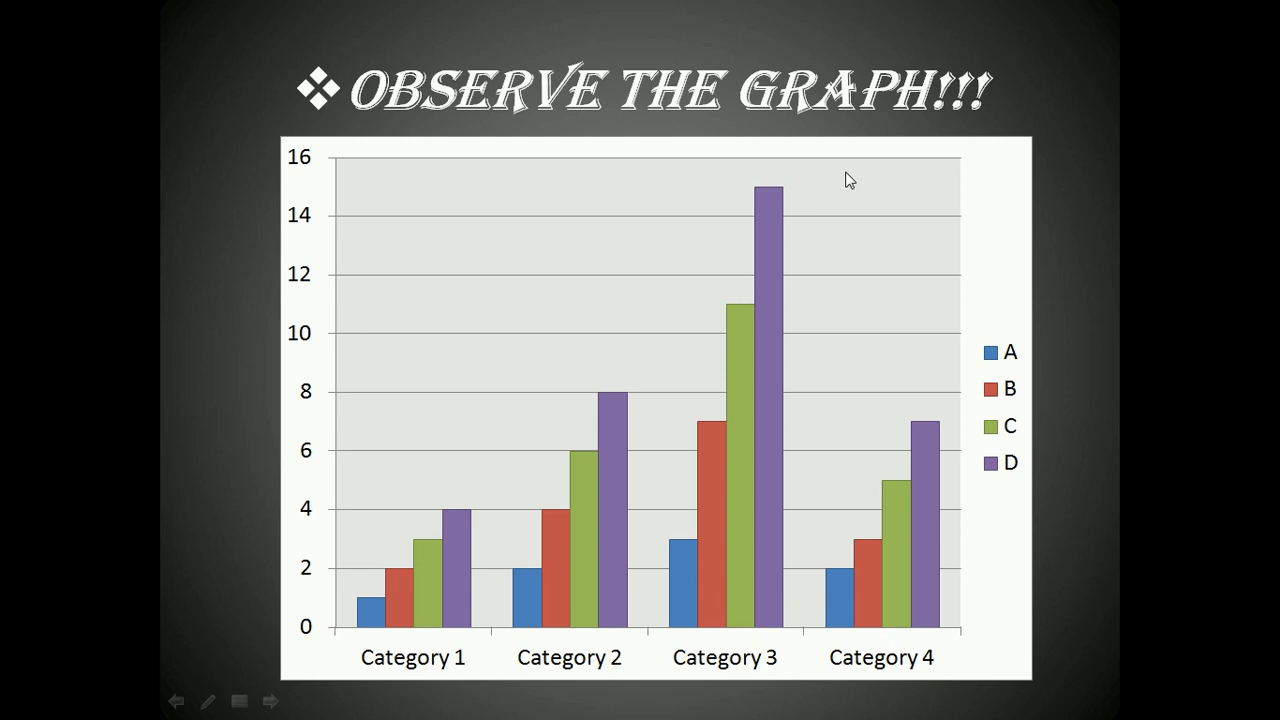 ❖OBSERVE THE GRAPH!!!
16
14
12
10
8
6
4
2
0
A
B
C
D
Category 1 Category 2 Category 3 Category 4